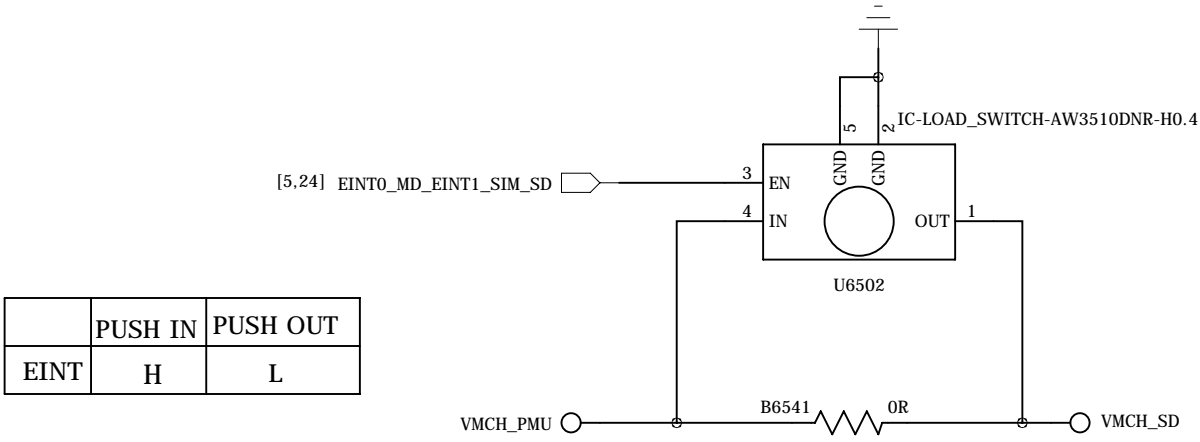 5
2
IC-LOAD_SWITCH-AW3510DNR-H0.4
GND
GND
[5,24] EINT0_MD_EINT1_SIM_SD
3
EN
4
IN
OUT
1
U6502
PUSH IN
PUSH OUT
EINT
H
L
B6541
0R
VMCH_PMU
VMCH_SD